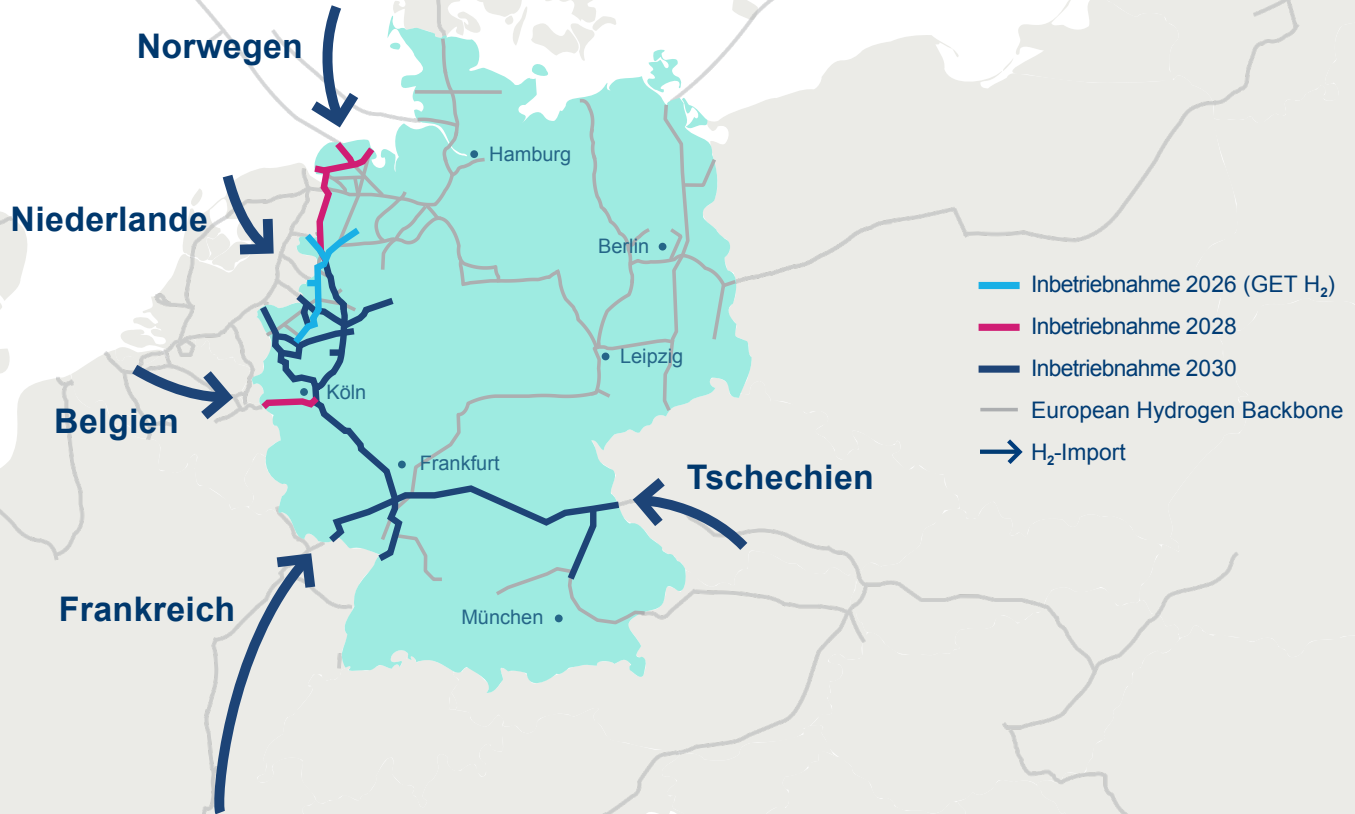 Norwegen
Hamburg
Niederlande
Berlin
Inbetriebnahme 2026 (GET H₂)
Inbetriebnahme 2028
Leipzig
Inbetriebnahme 2030
Köln
European Hydrogen Backbone
Belgien
H₂-Import
Frankfurt
Tschechien
Frankreich
München